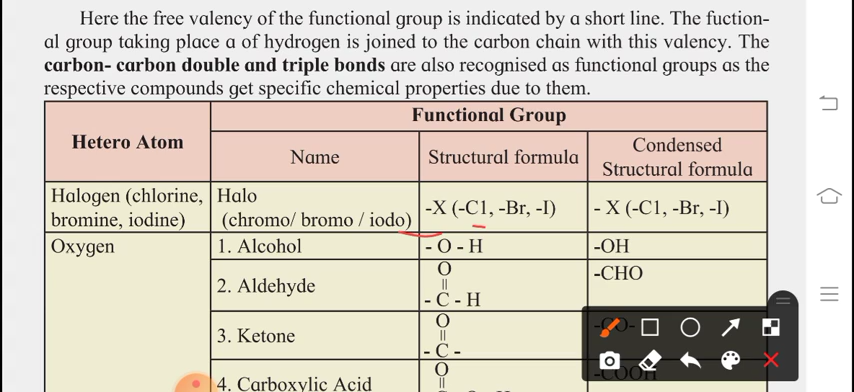 Here the free valency of the functional group is indicated by a short line. The fuction-
al group taking place a of hydrogen is joined to the carbon chain with this valency. The
carbon- carbon double and triple bonds are also recognised as functional groups as the
respective compounds get specific chemical properties due to them.
Hetero Atom
Functional Group
Name
Structural formula
Condensed
Structural formula
Halogen (chlorine,
bromine, iodine)
Halo
(chromo/ bromo / iodo)
-X (-C1, -Br, -I)
- X (-C1, -Br, -I)
Oxygen
1. Alcohol
- O - H
-OH
2. Aldehyde
O
||
- C - H
-CHO
3. Ketone
O
||
- C -
-CO-
4. Carboxylic Acid
O
||
-COOH